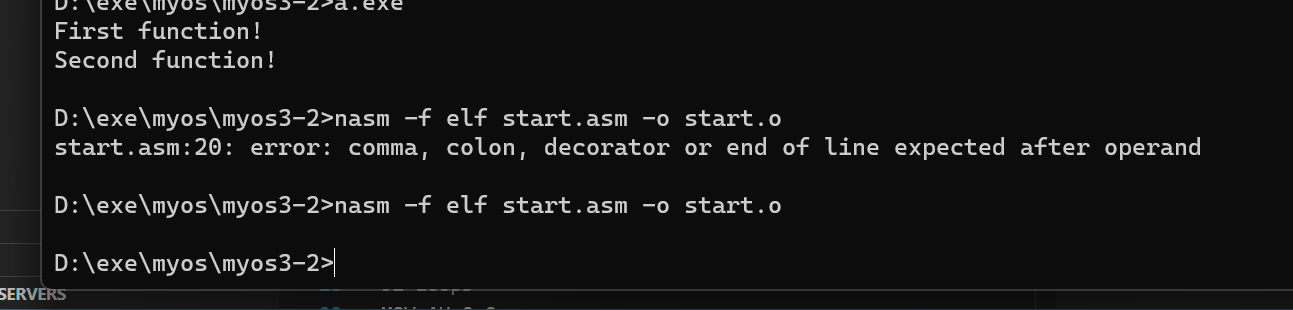 D:\exe\myos\myos3-2>a.exe
First function!
Second function!
D:\exe\myos\myos3-2>nasm -f elf start.asm -o start.o
start.asm:20: error: comma, colon, decorator or end of line expected after operand
D:\exe\myos\myos3-2>nasm -f elf start.asm -o start.o
D:\exe\myos\myos3-2>
SERVERS